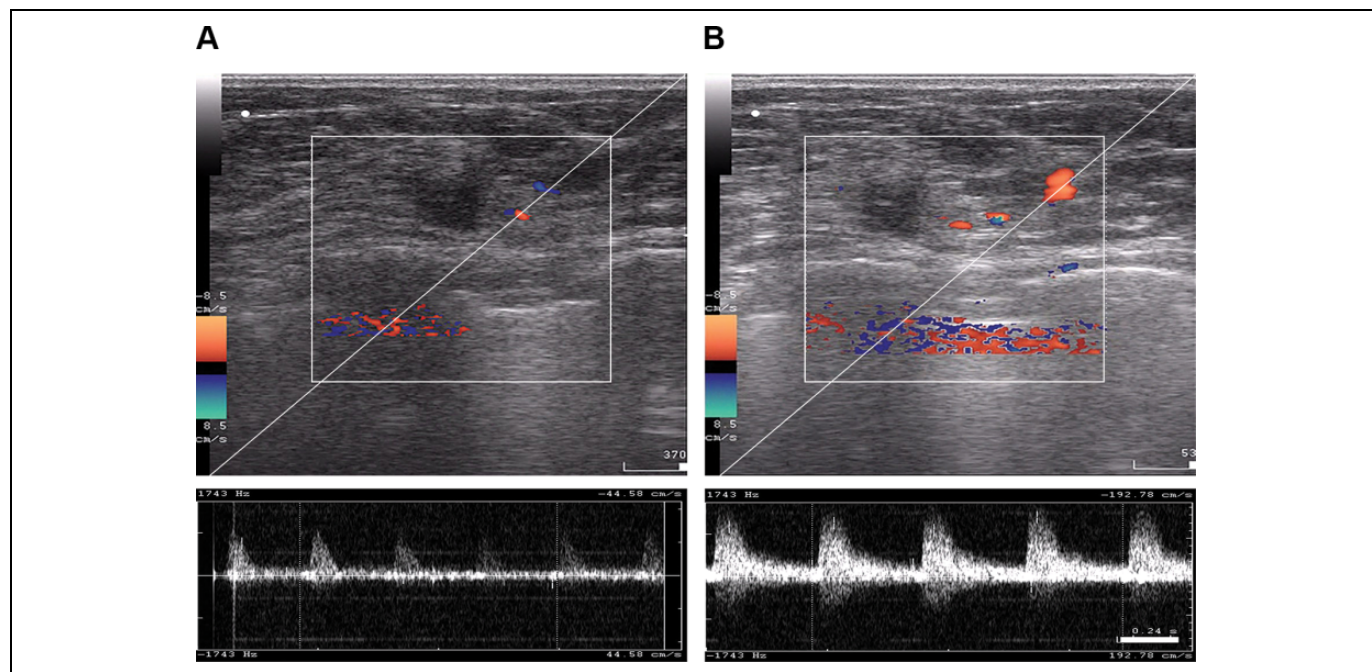 A
B
-8.5
cm/s
8.5
cm/s
370
-8.5
cm/s
8.5
cm/s
53
1743 Hz
-44.58 cm/s
-1743 Hz
44.58 cm/s
1743 Hz
-192.78 cm/s
0.24 s
-1743 Hz
192.78 cm/s